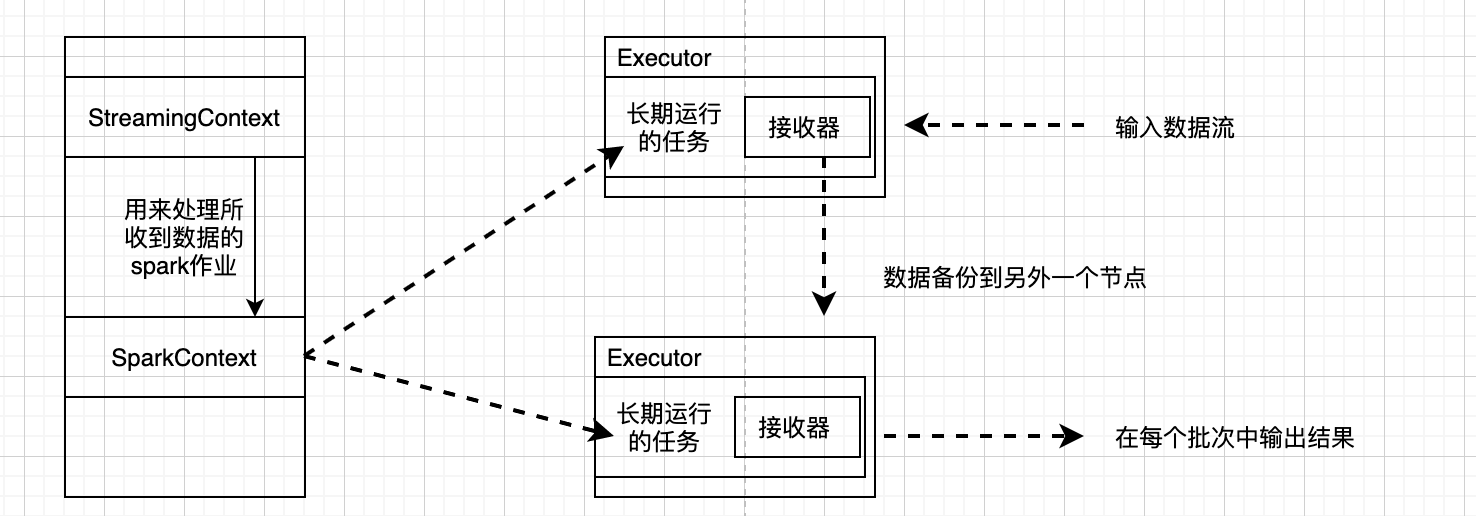 StreamingContext
用来处理所
收到数据的
spark作业
SparkContext
Executor
长期运行
的任务
接收器
输入数据流
数据备份到另外一个节点
Executor
长期运行
的任务
接收器
在每个批次中输出结果